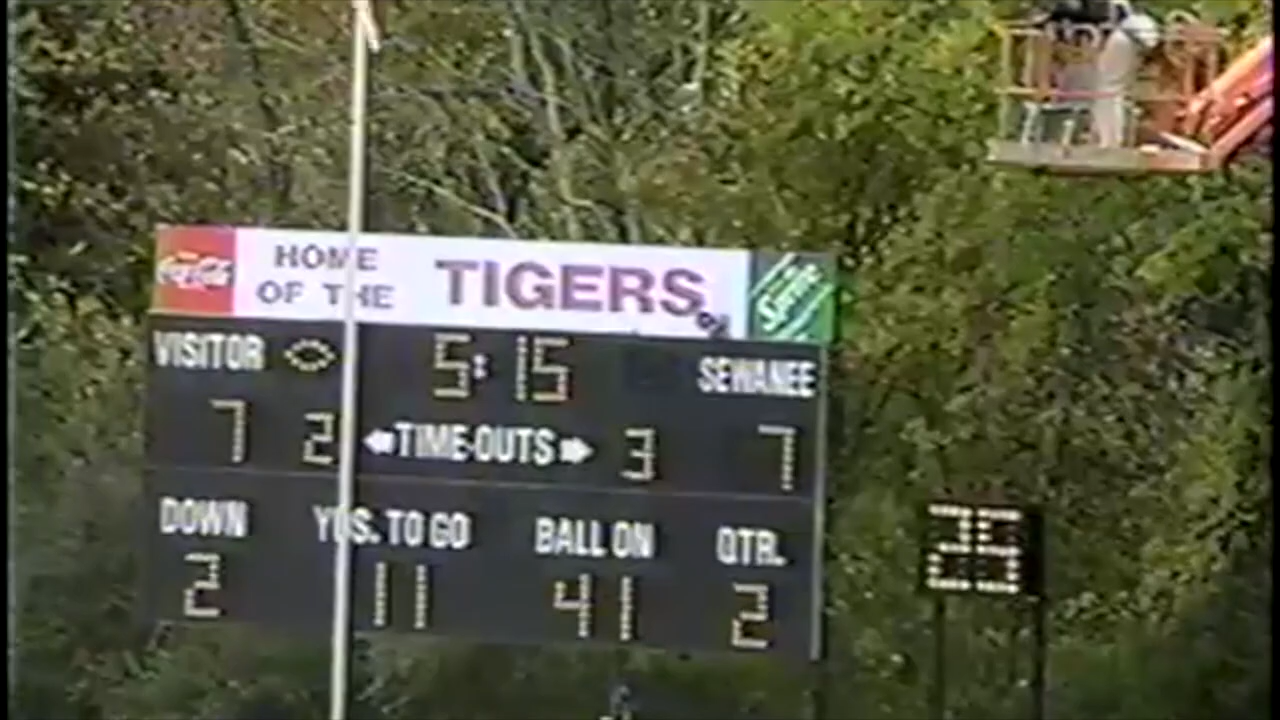 Coca-Cola
HOME
OF THE
TIGERS
Sprite
VISITOR 5:15 SEWANEE
7 2 TIME-OUTS 3 7
DOWN YDS. TO GO BALL ON QTR.
2 11 41 2
25